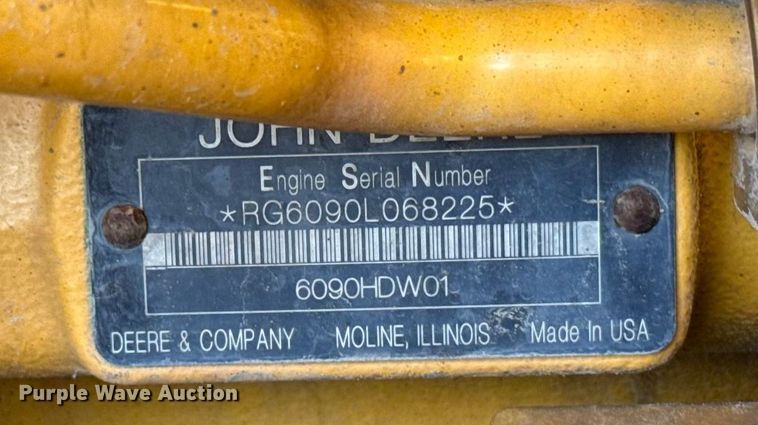 JOHN DEERE
Engine Serial Number
*RG6090L068225*
6090HDW01
DEERE & COMPANY MOLINE, ILLINOIS Made In USA
Purple Wave Auction